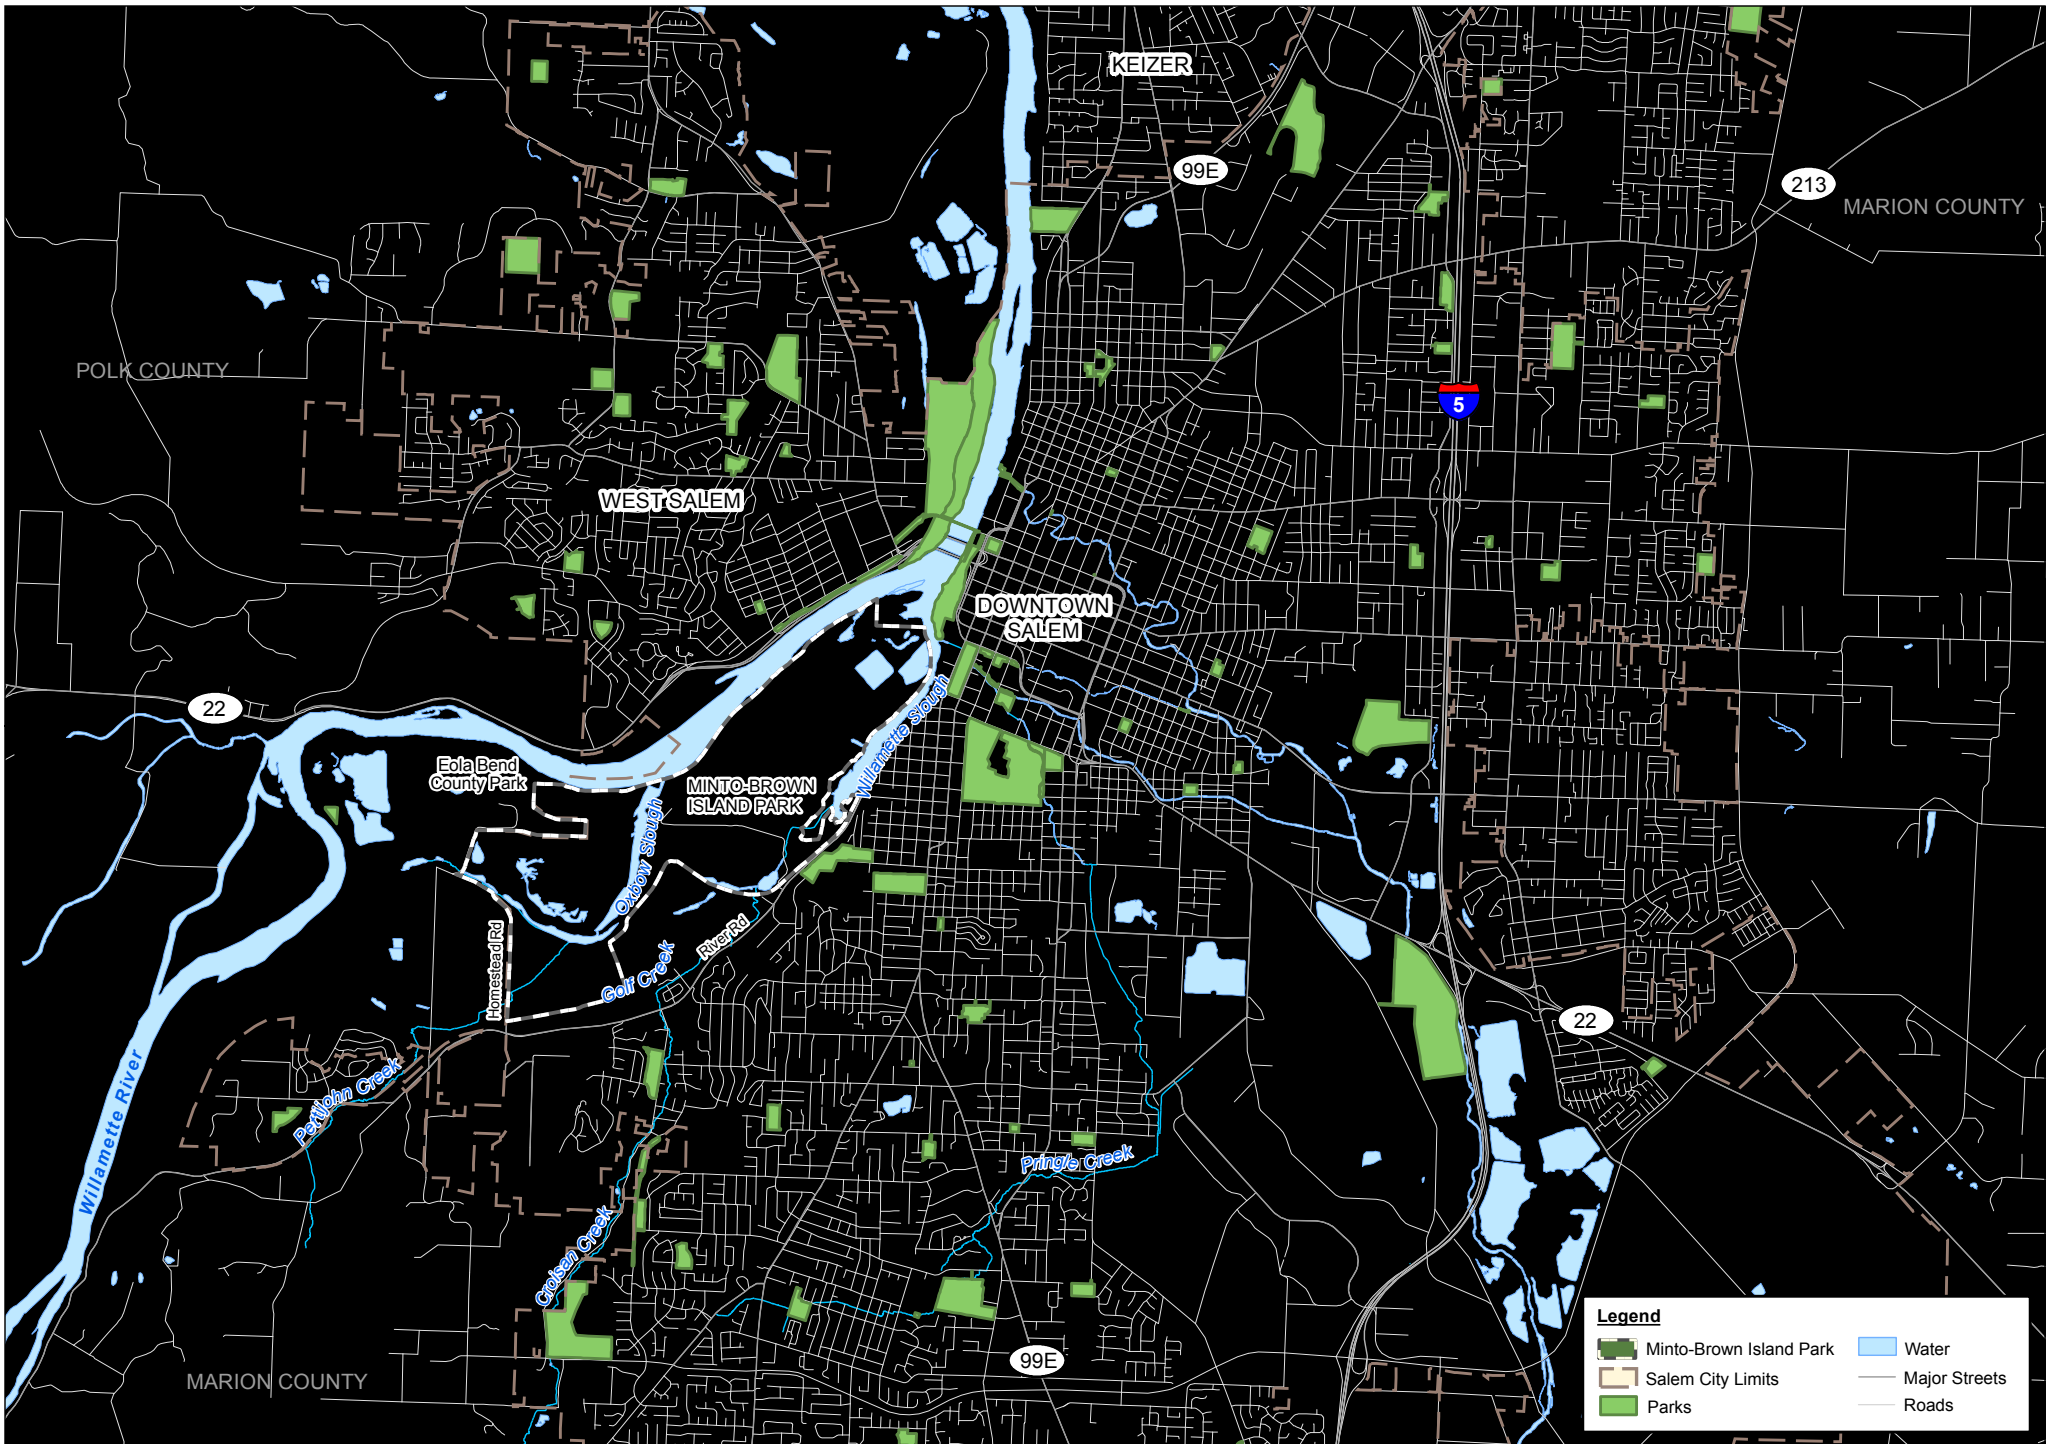 KEIZER
99E
213
MARION COUNTY
POLK COUNTY
5
WEST SALEM
DOWNTOWN
SALEM
22
Willamette Slough
Eola Bend
County Park
MINTO-BROWN
ISLAND PARK
Oxbow Slough
Homestead Rd
River Rd
Golf Creek
22
Willamette River
Pettijohn Creek
Pringle Creek
Croisan Creek
99E
MARION COUNTY
Legend
Minto-Brown Island Park
Salem City Limits
Parks
Water
Major Streets
Roads